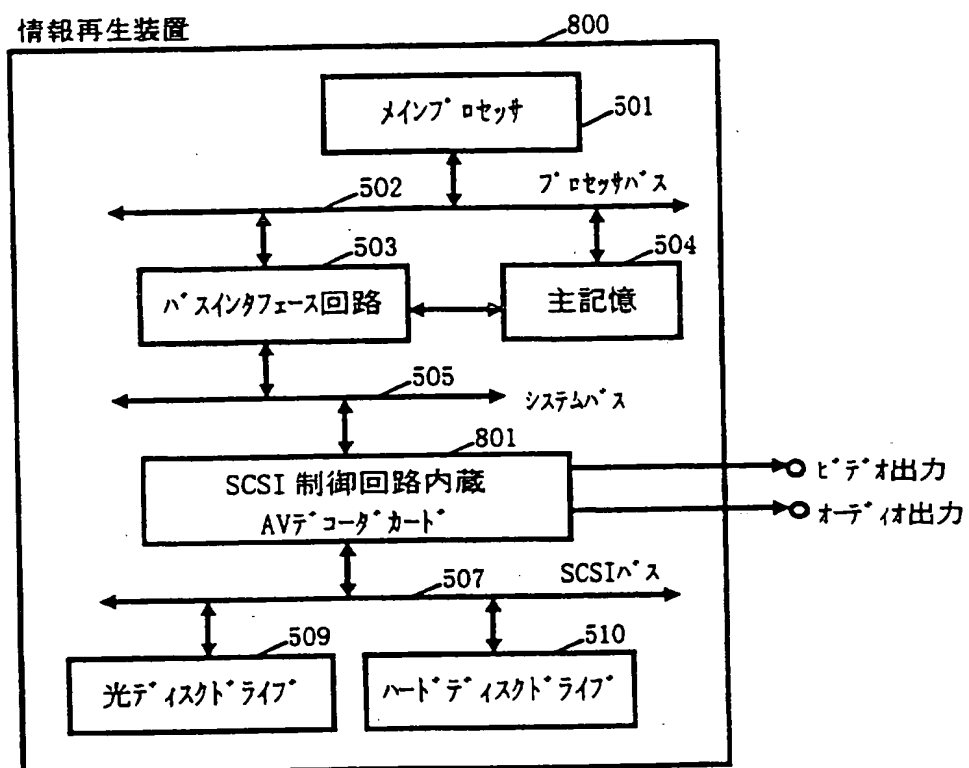 情報再生装置
800
メインプロセッサ
501
502
プロセッサバス
503
504
バスインタフェース回路
主記憶
505
システムバス
801
SCSI 制御回路内蔵
AVデコーダカード
ビデオ出力
オーディオ出力
507
SCSIバス
509
510
光ディスクドライブ
ハードディスクドライブ